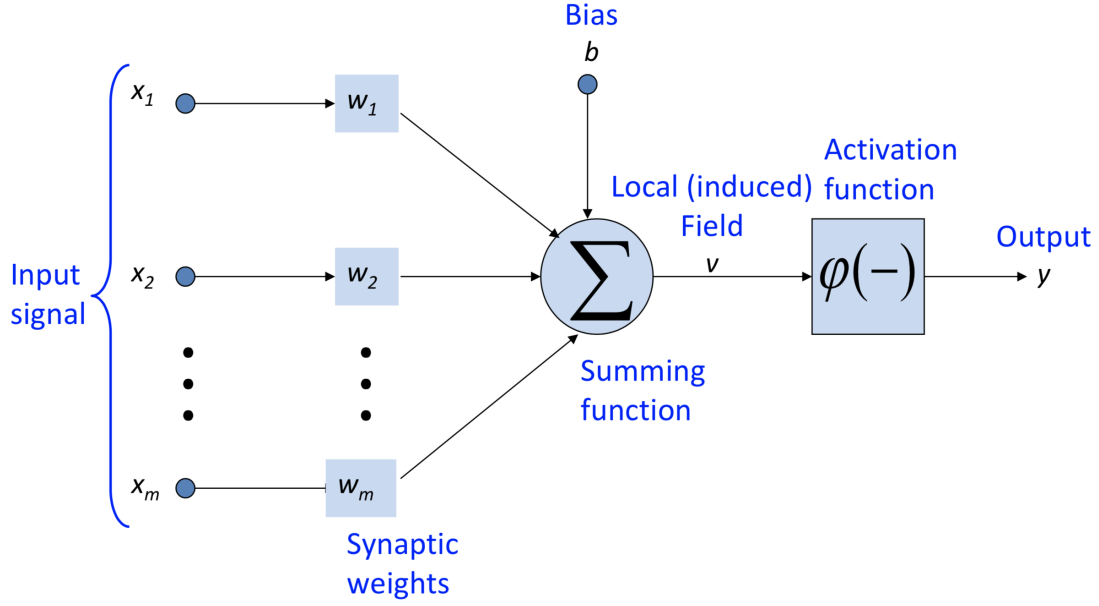 Bias
b
x1
w1
Activation
function
Local (induced)
Field
Output
Input
signal
x2
w2
∑
v
φ(−)
y
Summing
function
xm
wm
Synaptic
weights